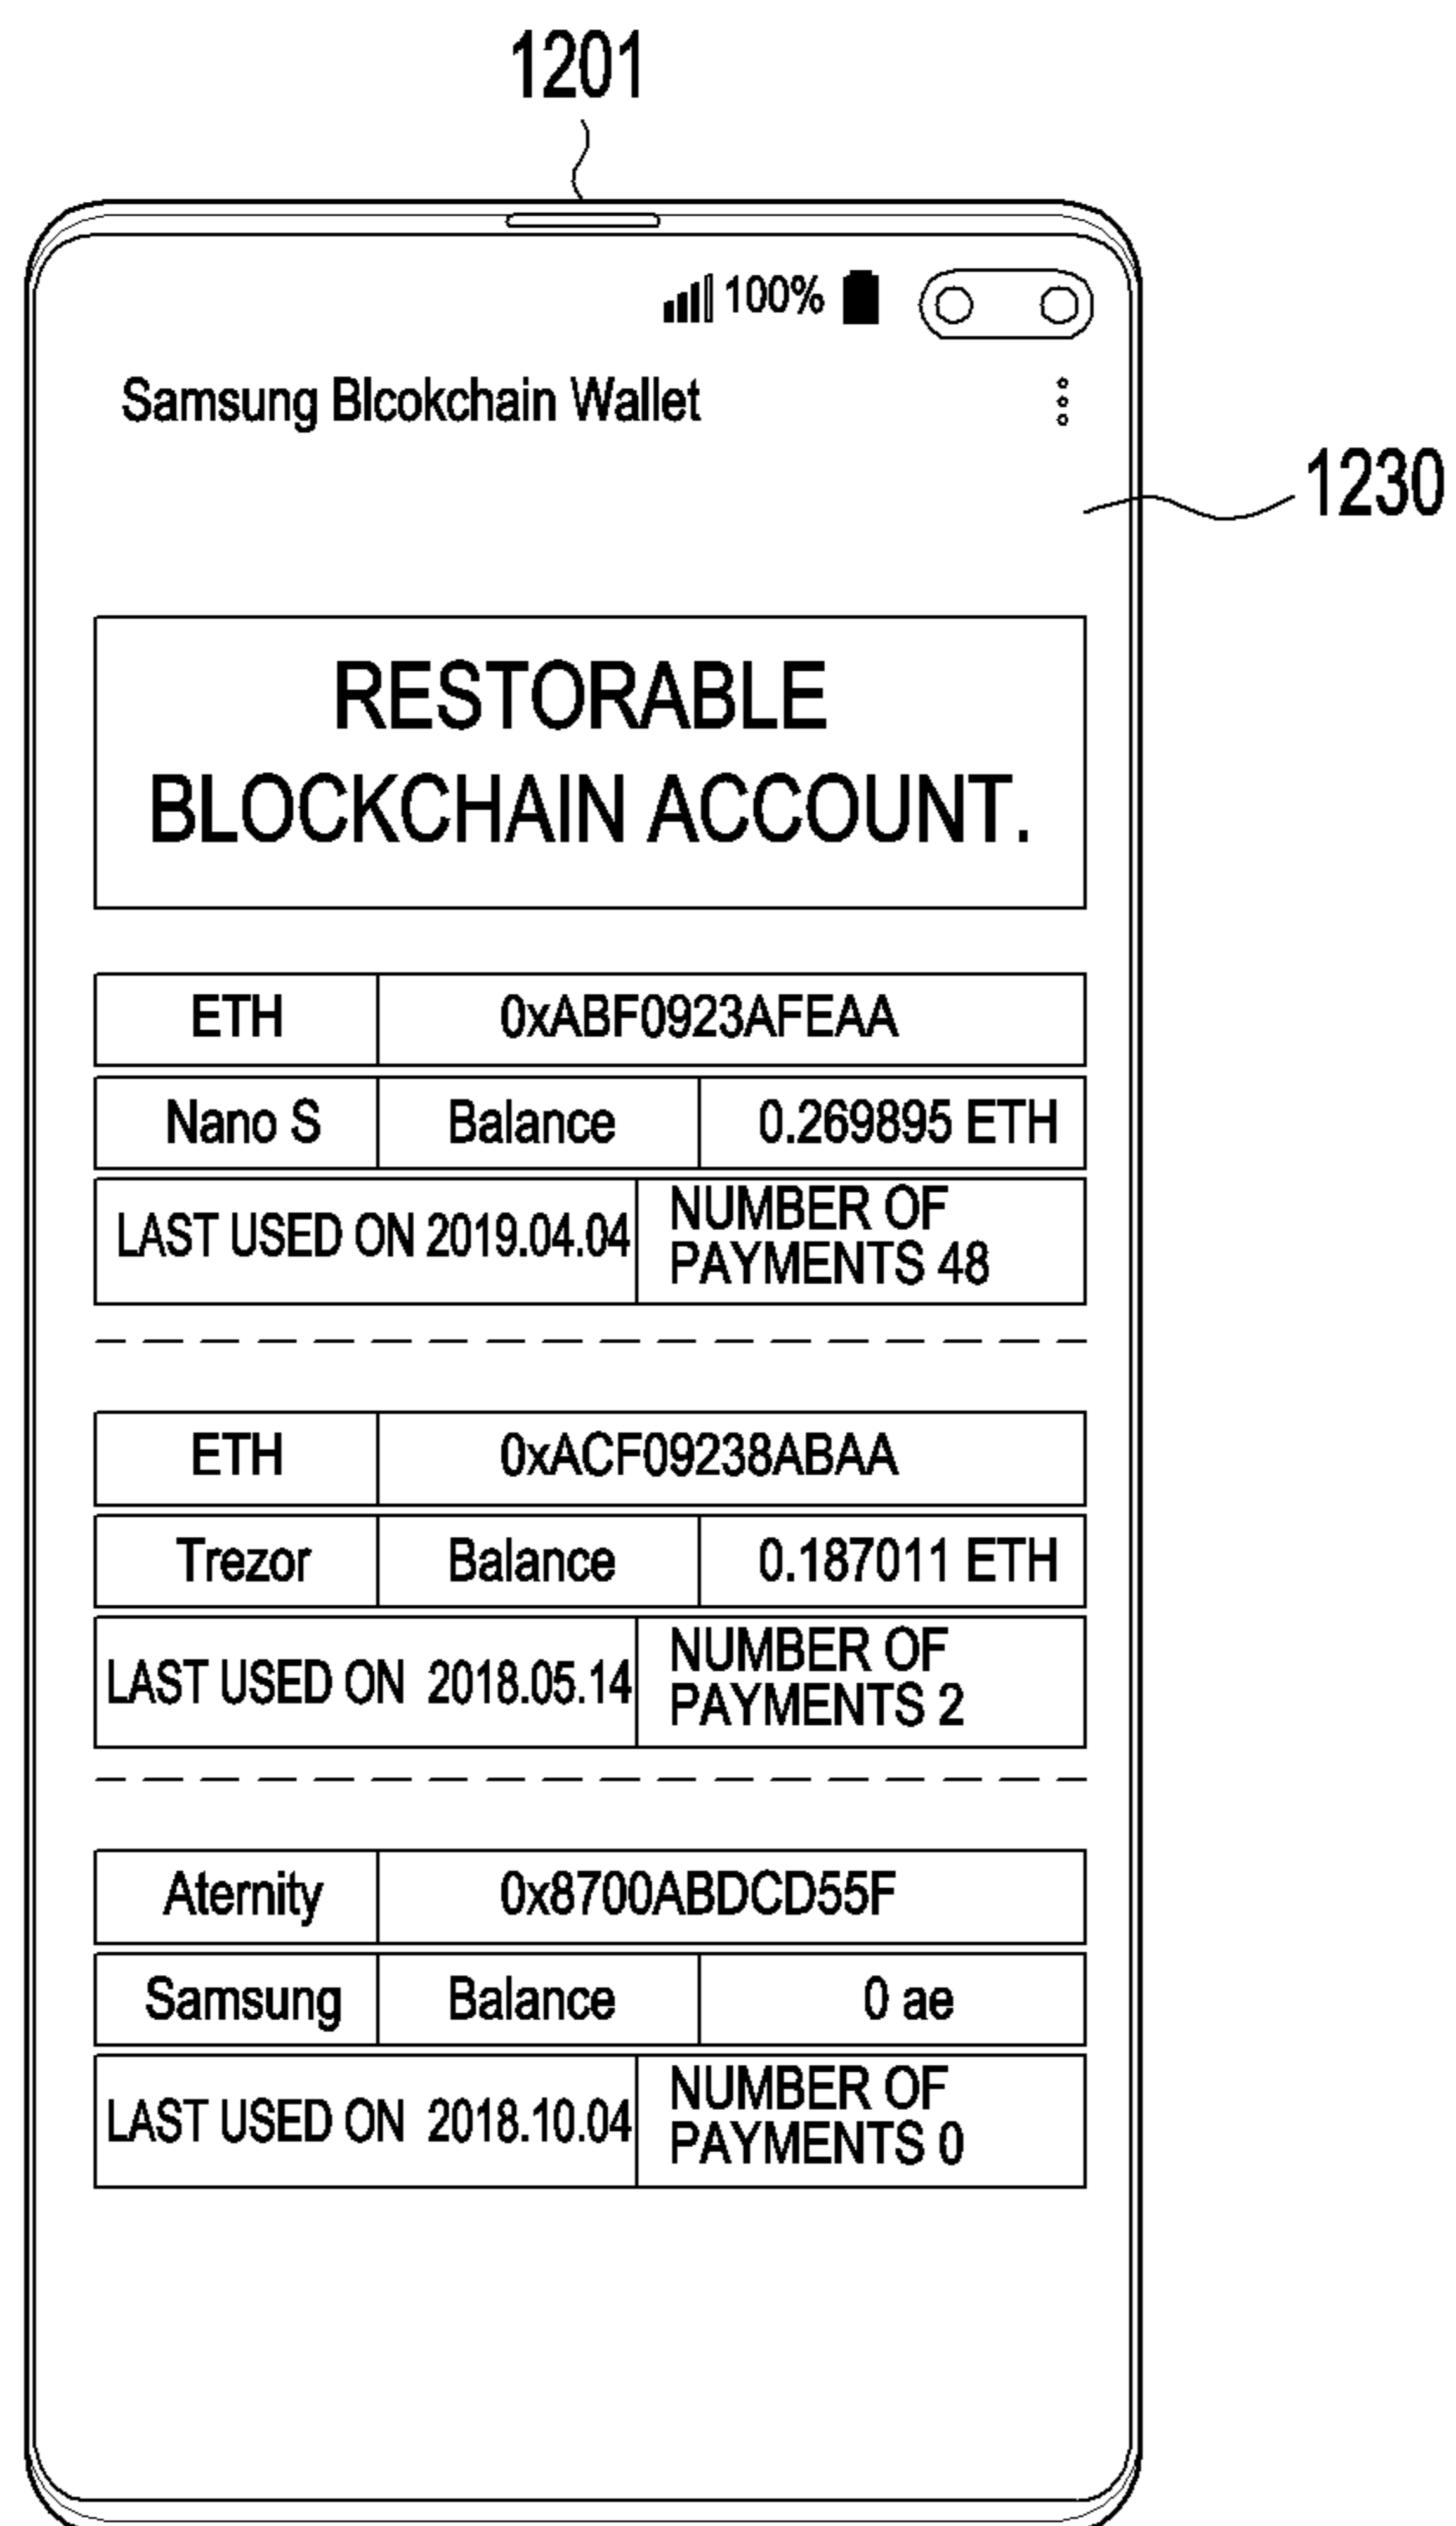 1201
100%
Samsung Blcokchain Wallet
1230
RESTORABLE
BLOCKCHAIN ACCOUNT.
ETH 0xABF0923AFEAA
Nano S Balance 0.269895 ETH
LAST USED ON 2019.04.04 NUMBER OF
PAYMENTS 48
ETH 0xACF09238ABAA
Trezor Balance 0.187011 ETH
LAST USED ON 2018.05.14 NUMBER OF
PAYMENTS 2
Aternity 0x8700ABDCD55F
Samsung Balance 0 ae
LAST USED ON 2018.10.04 NUMBER OF
PAYMENTS 0